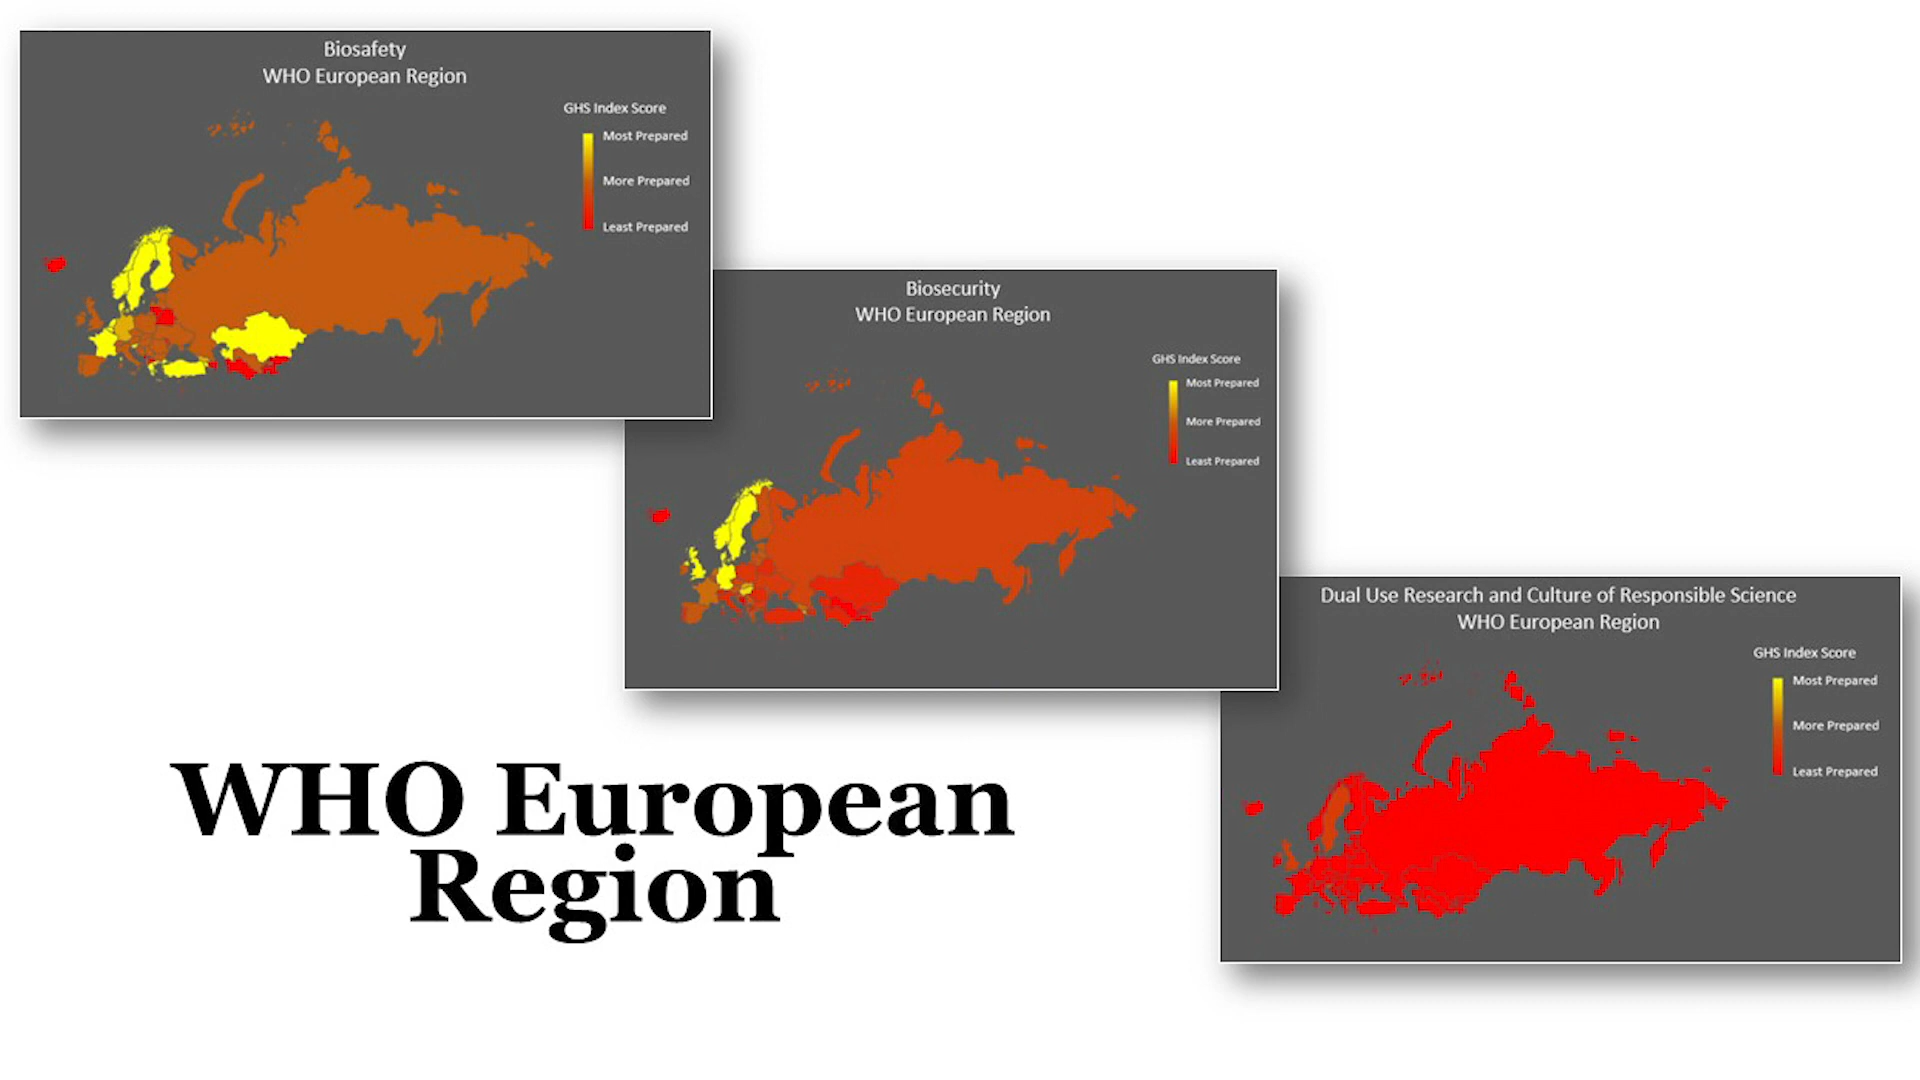 Biosafety
WHO European Region
GHS Index Score
Most Prepared
More Prepared
Least Prepared
Biosecurity
WHO European Region
GHS Index Score
Most Prepared
More Prepared
Least Prepared
Dual Use Research and Culture of Responsible Science
WHO European Region
GHS Index Score
Most Prepared
More Prepared
Least Prepared
WHO European
Region